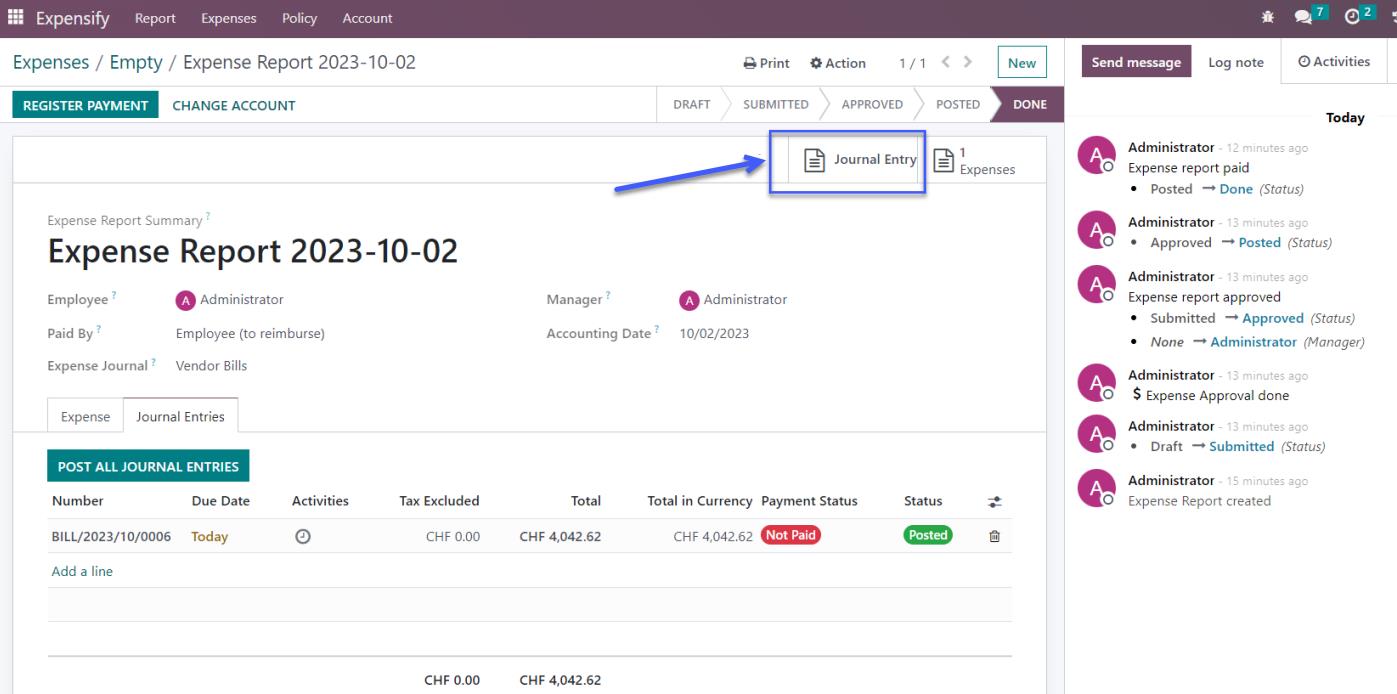 Expensify Report Expenses Policy Account 7 2
Expenses / Empty / Expense Report 2023-10-02 Print Action 1 / 1 New
REGISTER PAYMENT CHANGE ACCOUNT DRAFT SUBMITTED APPROVED POSTED DONE
Journal Entry 1 Expenses
Expense Report Summary ?
Expense Report 2023-10-02
Employee ? A Administrator Manager ? A Administrator
Paid By ? Employee (to reimburse) Accounting Date ? 10/02/2023
Expense Journal ? Vendor Bills
Expense Journal Entries
POST ALL JOURNAL ENTRIES
Number Due Date Activities Tax Excluded Total Total in Currency Payment Status Status
BILL/2023/10/0006 Today CHF 0.00 CHF 4,042.62 CHF 4,042.62 Not Paid Posted
Add a line
CHF 0.00 CHF 4,042.62
Send message Log note Activities
Today
A Administrator - 12 minutes ago
Expense report paid
• Posted → Done (Status)
A Administrator - 13 minutes ago
• Approved → Posted (Status)
A Administrator - 13 minutes ago
Expense report approved
• Submitted → Approved (Status)
• None → Administrator (Manager)
A Administrator - 13 minutes ago
$ Expense Approval done
A Administrator - 13 minutes ago
• Draft → Submitted (Status)
A Administrator - 15 minutes ago
Expense Report created